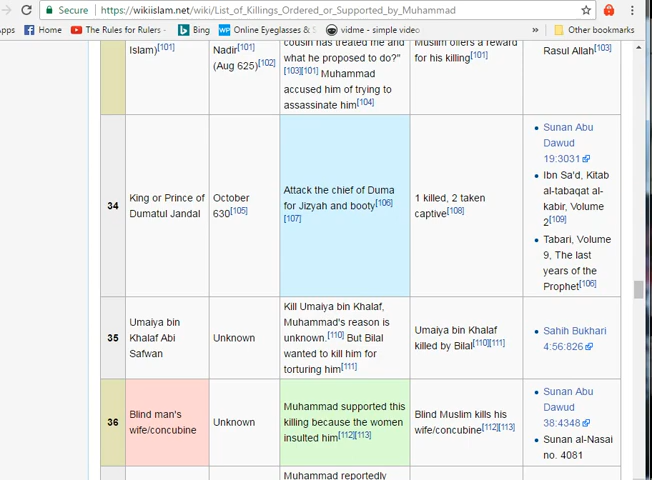 Secure | https://wikiislam.net/wiki/List_of_Killings_Ordered_or_Supported_by_Muhammad
Apps Facebook Home The Rules for Rulers Bing Online Eyeglasses & S vidme - simple video » Other bookmarks
Islam)[101]
Nadir[101]
(Aug 625)[102]
cousin has treated me and
what he proposed to do?"
[103][101] Muhammad
accused him of trying to
assassinate him[104]
Muslim offers a reward
for his killing[101]
Rasul Allah[103]
34
King or Prince of
Dumatul Jandal
October
630[105]
Attack the chief of Duma
for Jizyah and booty[106]
[107]
1 killed, 2 taken
captive[108]
• Sunan Abu
Dawud
19:3031
• Ibn Sa'd, Kitab
al-tabaqat al-
kabir, Volume
2[109]
• Tabari, Volume
9, The last
years of the
Prophet[106]
35
Umaiya bin
Khalaf Abi
Safwan
Unknown
Kill Umaiya bin Khalaf,
Muhammad's reason is
unknown.[110] But Bilal
wanted to kill him for
torturing him[111]
Umaiya bin Khalaf
killed by Bilal[110][111]
• Sahih Bukhari
4:56:826
36
Blind man's
wife/concubine
Unknown
Muhammad supported this
killing because the women
insulted him[112][113]
Blind Muslim kills his
wife/concubine[112][113]
• Sunan Abu
Dawud
38:4348
• Sunan al-Nasai
no. 4081
Muhammad reportedly